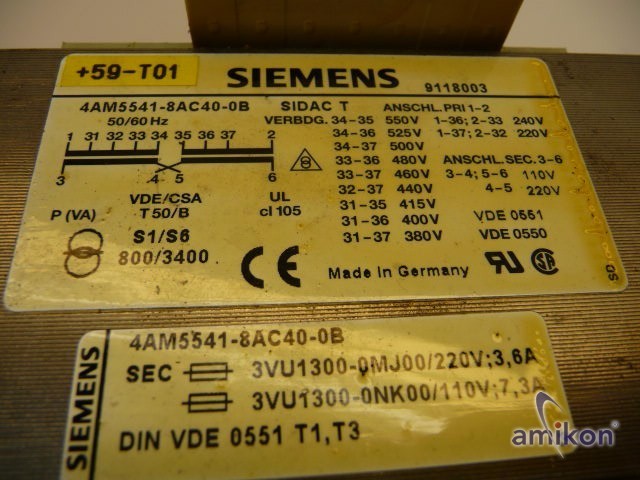 +59-T01
SIEMENS
9118003
4AM5541-8AC40-0B
50/60 Hz
SIDAC T
ANSCHL.PRI 1-2
VERBDG. 34-35 550V 1-36; 2-33 240V
34-36 525V 1-37; 2-32 220V
34-37 500V
33-36 480V ANSCHL.SEC. 3-6
33-37 460V 3-4; 5-6 110V
32-37 440V 4-5 220V
31-35 415V
31-36 400V VDE 0551
31-37 380V VDE 0550
1 31 32 33 34 35 36 37 2
3 4 5 6
VDE/CSA
T50/B
UL
cl 105
P (VA)
S1/S6
800/3400
CE
Made in Germany
SD
SIEMENS
4AM5541-8AC40-0B
SEC 3VU1300-0MJ00/220V;3,6A
3VU1300-0NK00/110V;7,3A
DIN VDE 0551 T1,T3
amikon